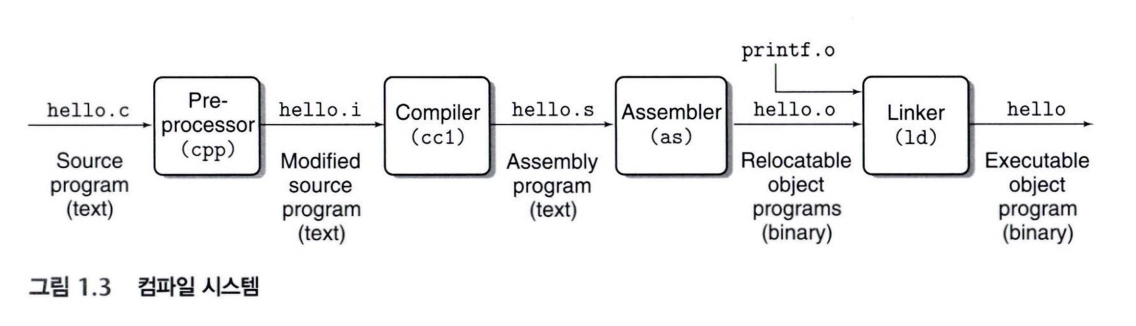 printf.o
hello.c
Pre-
processor
(cpp)
hello.i
Compiler
(cc1)
hello.s
Assembler
(as)
hello.o
Linker
(ld)
hello
Source
program
(text)
Modified
source
program
(text)
Assembly
program
(text)
Relocatable
object
programs
(binary)
Executable
object
program
(binary)
그림 1.3 컴파일 시스템